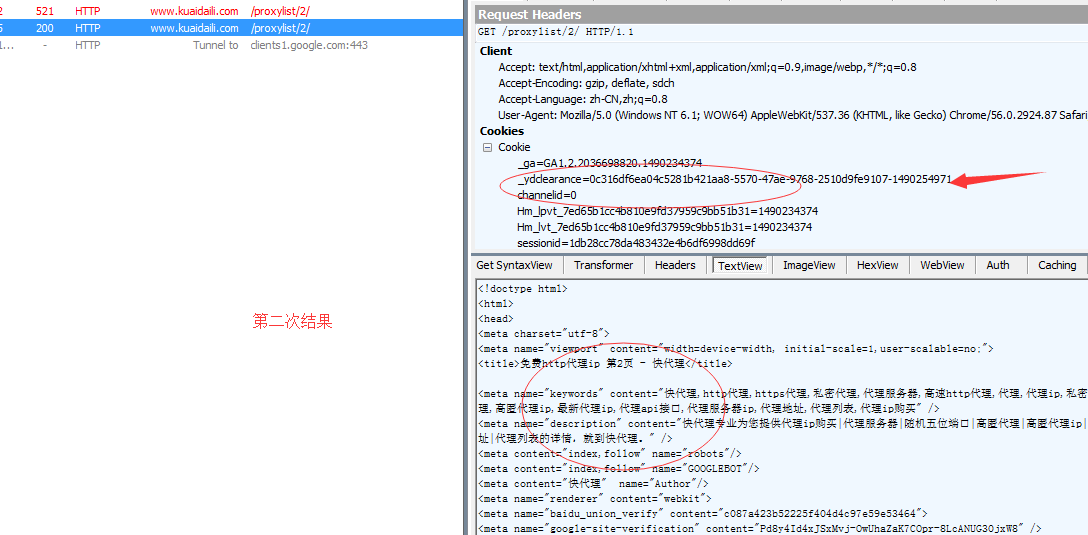 2 521 HTTP www.kuaidaili.com /proxylist/2/
5 200 HTTP www.kuaidaili.com /proxylist/2/
1... - HTTP Tunnel to clients1.google.com:443
第二次结果
Request Headers
GET /proxylist/2/ HTTP/1.1
Client
Accept: text/html,application/xhtml+xml,application/xml;q=0.9,image/webp,*/*;q=0.8
Accept-Encoding: gzip, deflate, sdch
Accept-Language: zh-CN,zh;q=0.8
User-Agent: Mozilla/5.0 (Windows NT 6.1; WOW64) AppleWebKit/537.36 (KHTML, like Gecko) Chrome/56.0.2924.87 Safari
Cookies
Cookie
_ga=GA1.2.2036698820.1490234374
_ydclearance=0c316df6ea04c5281b421aa8-5570-47ae-9768-2510d9fe9107-1490254971
channelid=0
Hm_lpvt_7ed65b1cc4b810e9fd37959c9bb51b31=1490234374
Hm_lvt_7ed65b1cc4b810e9fd37959c9bb51b31=1490234374
sessionid=1db28cc78da483432e4b6df6998dd69f
Get SyntaxView Transformer Headers TextView ImageView HexView WebView Auth Caching
<!doctype html>
<html>
<head>
<meta charset="utf-8">
<meta name="viewport" content="width=device-width, initial-scale=1,user-scalable=no;">
<title>免费http代理ip 第2页 - 快代理</title>
<meta name="keywords" content="快代理,http代理,https代理,私密代理,代理服务器,高速http代理,代理,代理ip,私密
理,高匿代理ip,最新代理ip,代理api接口,代理服务器ip,代理地址,代理列表,代理ip购买" />
<meta name="description" content="快代理专业为您提供代理ip购买|代理服务器|随机五位端口|高匿代理|高匿代理ip|
址|代理列表的详情，就到快代理。" />
<meta content="index,follow" name="robots"/>
<meta content="index,follow" name="GOOGLEBOT"/>
<meta content="快代理" name="Author"/>
<meta name="renderer" content="webkit">
<meta name="baidu_union_verify" content="c087a423b52225f404d4c97e59e53464">
<meta name="google-site-verification" content="Pd8y4Id4xJSxMvj-OwUhaZaK7COpr-8LcANUG3OjxW8" />